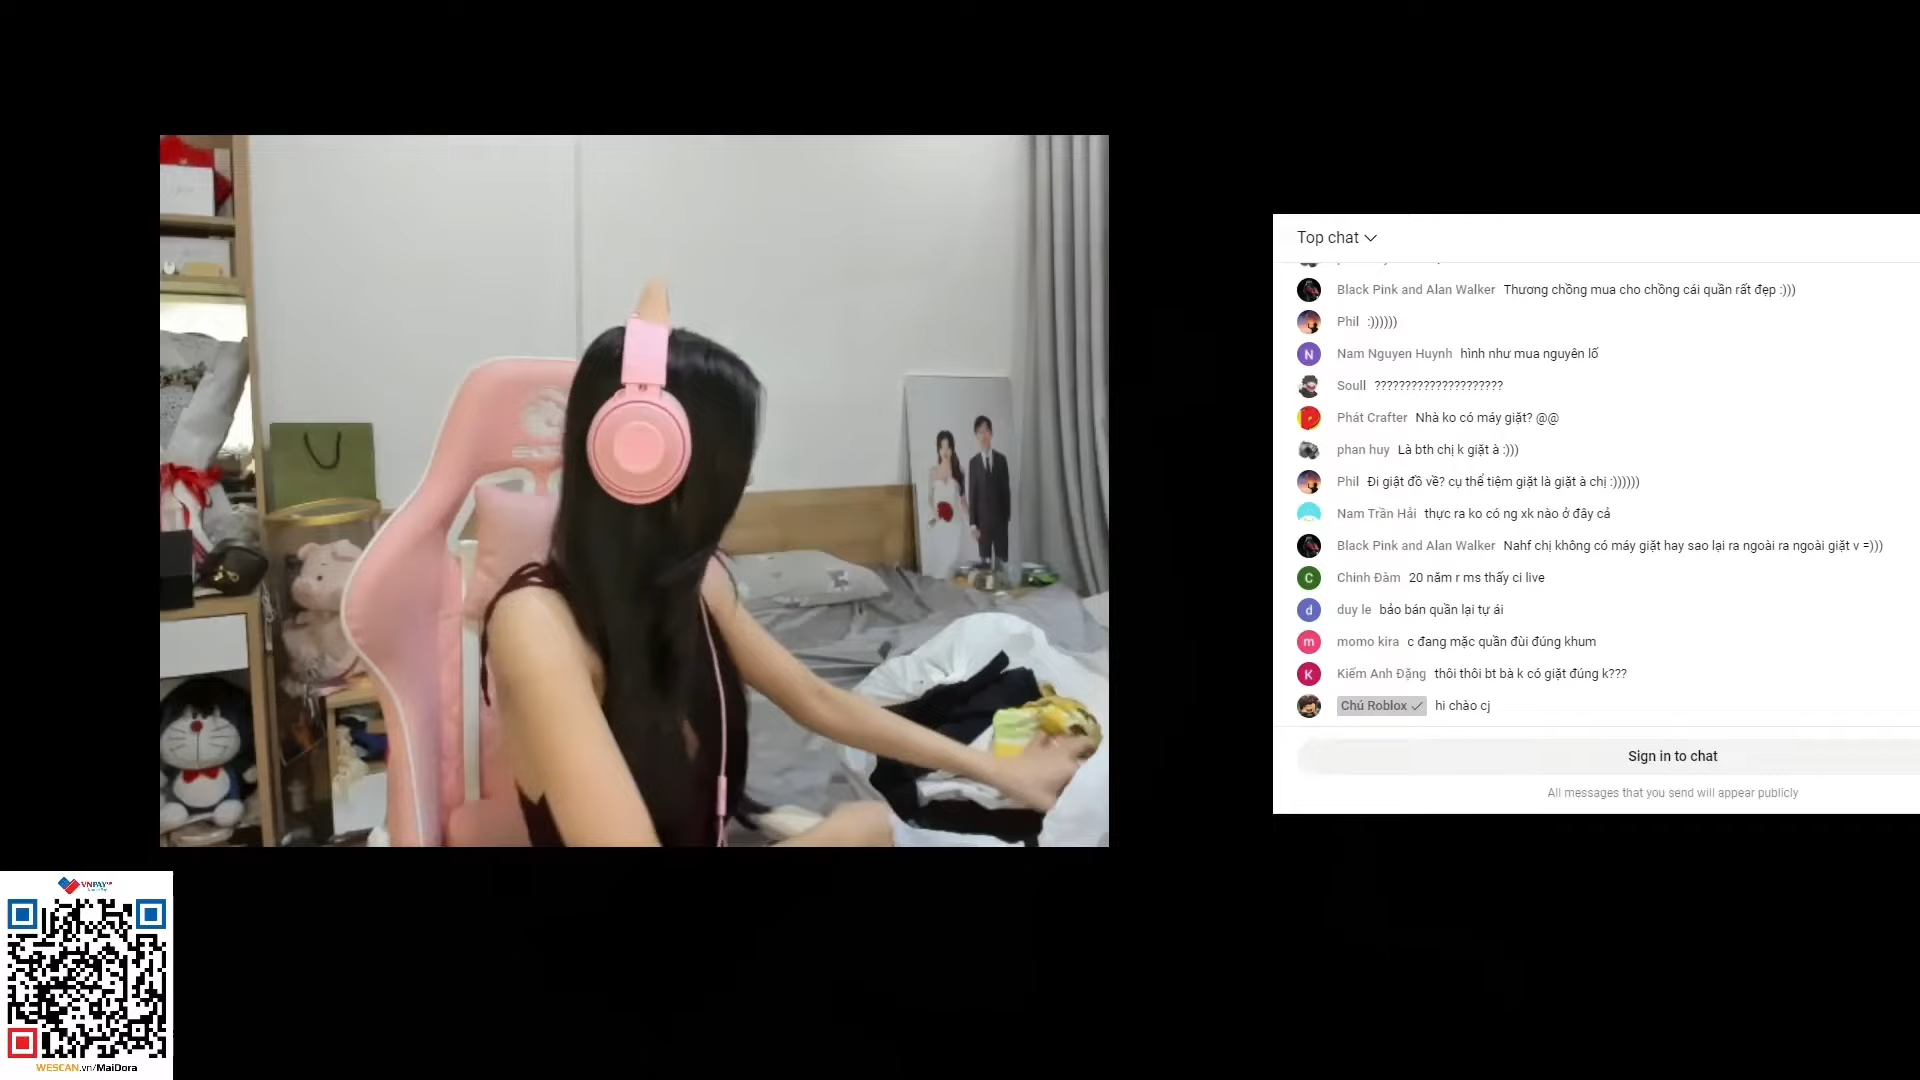 Top chat
Black Pink and Alan Walker Thương chồng mua cho chồng cái quần rất đẹp :)))
Phil :))))))
Nam Nguyen Huynh hình như mua nguyên lố
Soull ?????????????????????
Phát Crafter Nhà ko có máy giặt? @@
phan huy Là bth chị k giặt à :)))
Phil Đi giật đồ về? cụ thể tiệm giặt là giặt à chị :))))))
Nam Trần Hải thực ra ko có ng xk nào ở đây cả
Black Pink and Alan Walker Nahf chị không có máy giặt hay sao lại ra ngoài ra ngoài giặt v =)))
C Chính Đàm 20 năm r ms thấy ci live
d duy le bảo bán quần lại tự ái
m momo kira c đang mặc quần đùi đúng khum
K Kiếm Anh Đặng thôi thôi bt bà k có giặt đúng k???
Chú Roblox hi chào cj
Sign in to chat
All messages that you send will appear publicly
VNPAY
WESCAN.vn/MaiDora